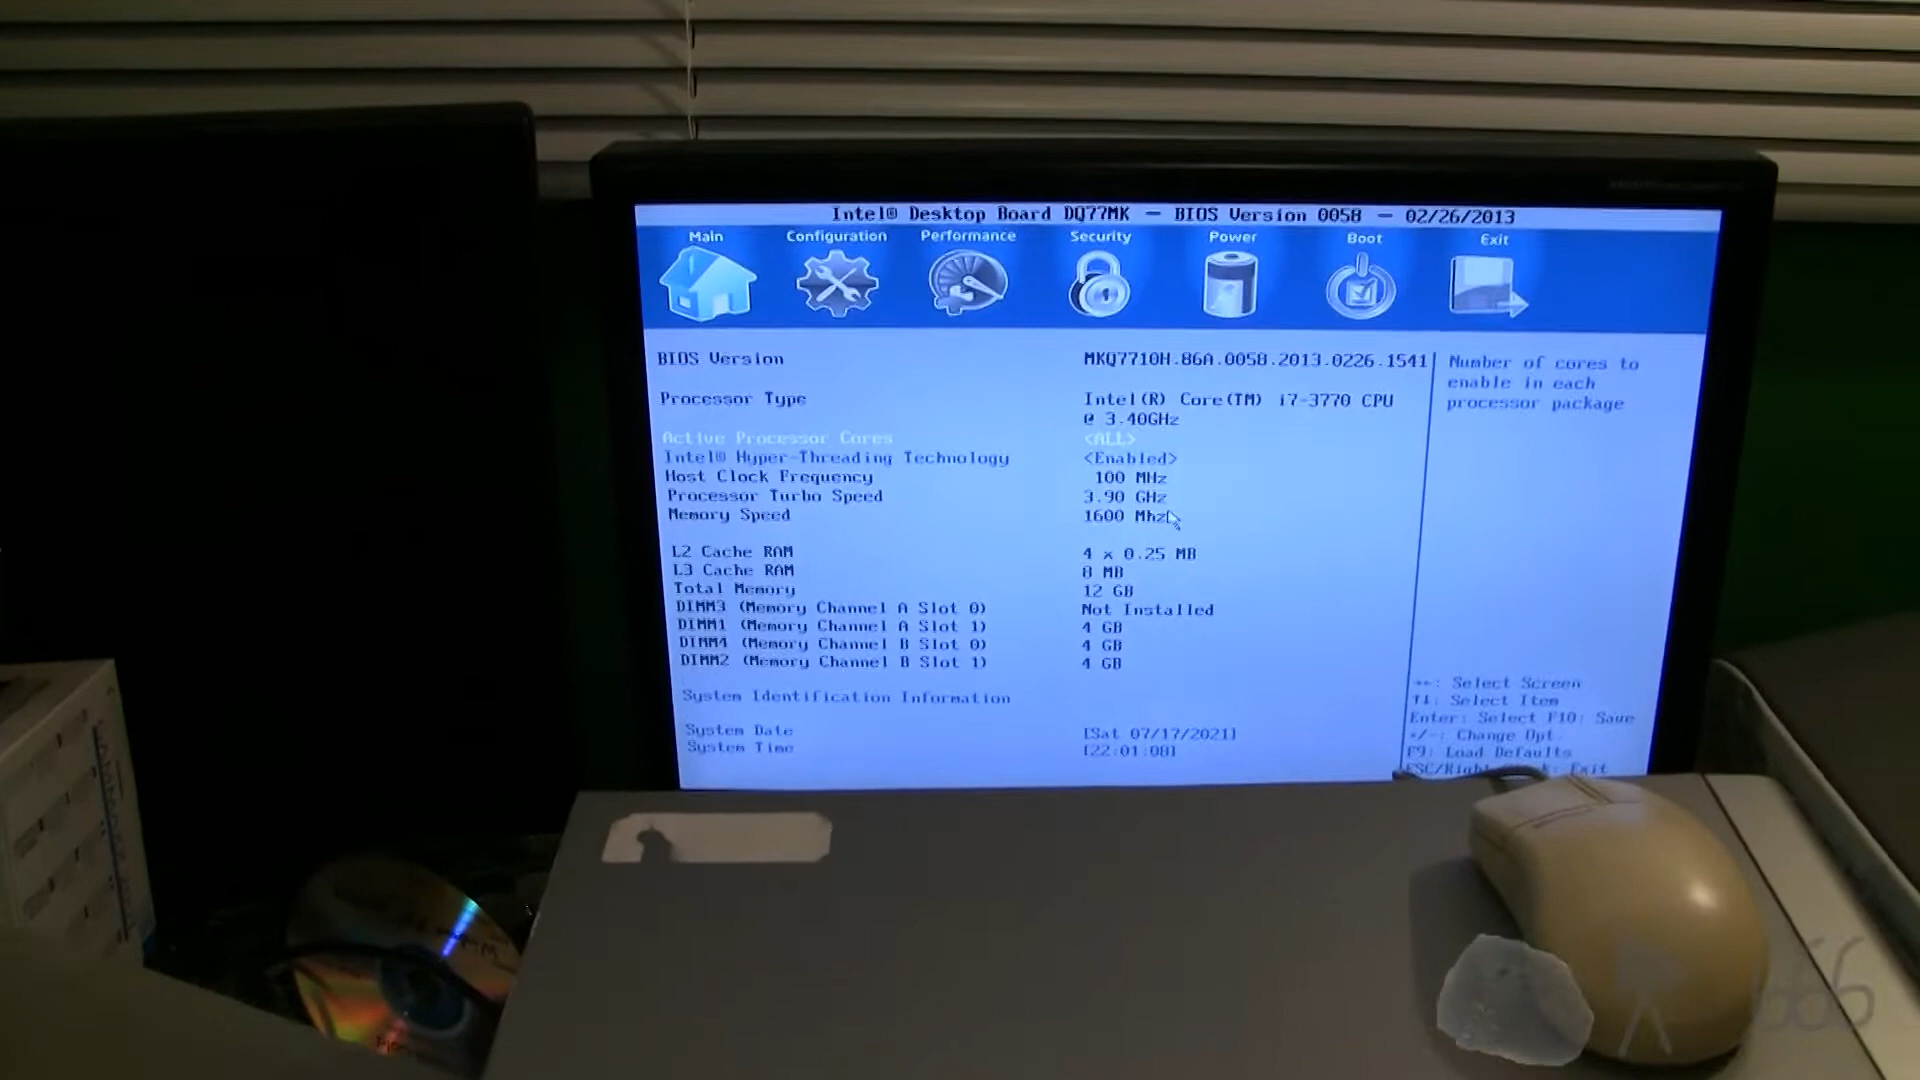 Intel® Desktop Board DQ77MK — BIOS Version 0058 — 02/26/2013
Main Configuration Performance Security Power Boot Exit
BIOS Version MKQ7710H.86A.0058.2013.0226.1541
Processor Type Intel(R) Core(TM) i7-3770 CPU
@ 3.40GHz
Active Processor Cores <ALL>
Intel® Hyper-Threading Technology <Enabled>
Host Clock Frequency 100 MHz
Processor Turbo Speed 3.90 GHz
Memory Speed 1600 Mhz
L2 Cache RAM 4 x 0.25 MB
L3 Cache RAM 8 MB
Total Memory 12 GB
DIMM3 (Memory Channel A Slot 0) Not Installed
DIMM1 (Memory Channel A Slot 1) 4 GB
DIMM4 (Memory Channel B Slot 0) 4 GB
DIMM2 (Memory Channel B Slot 1) 4 GB
System Identification Information
System Date [Sat 07/17/2021]
System Time [22:01:08]
Number of cores to
enable in each
processor package
→←: Select Screen
↑↓: Select Item
Enter: Select F10: Save
+/-: Change Opt.
F9: Load Defaults
Exit